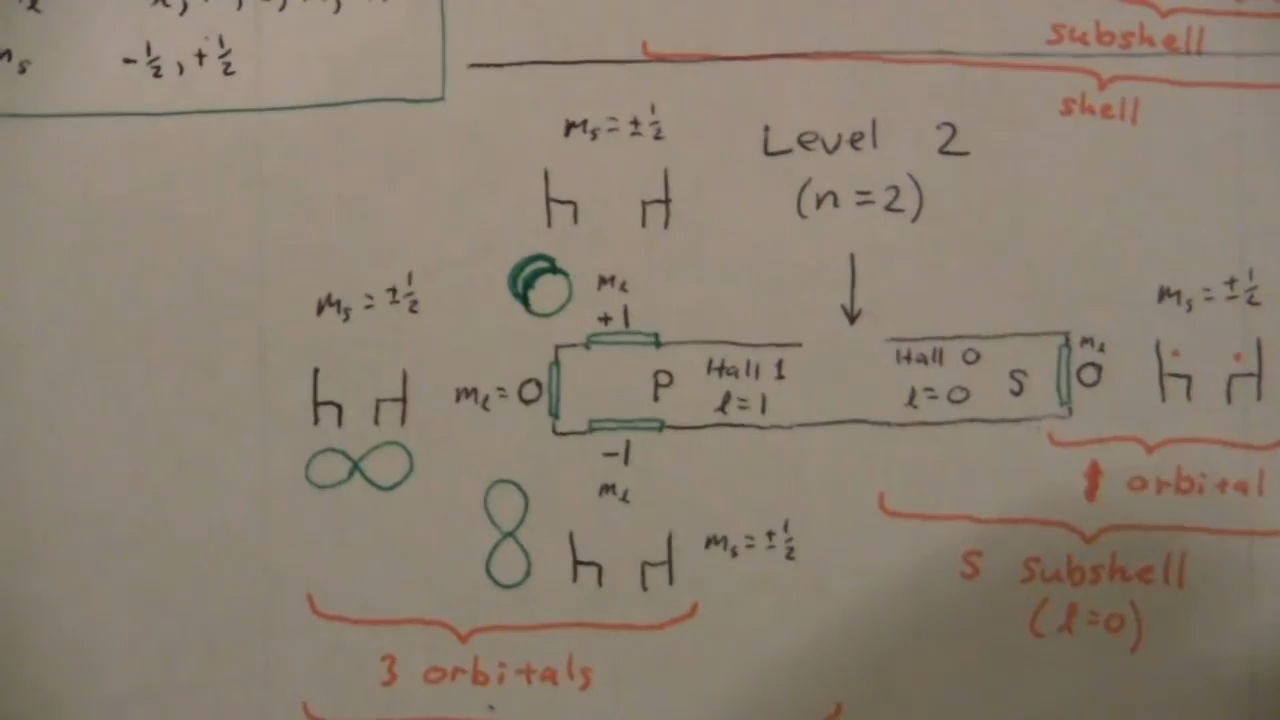 subshell
ms -½, +½
shell
ms = ±½
Level 2
(n = 2)
ms = ±½
ml
+1
ms = ±½
Hall 1
Hall 0
ml
ml = 0
P
l = 1
l = 0
S
0
-1
ml
1 orbital
ms = ±½
S subshell
(l = 0)
3 orbitals